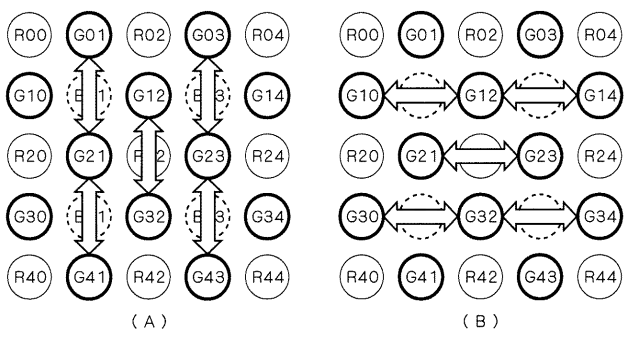 R00 G01 R02 G03 R04
G10 G12 G14
R20 G21 G23 R24
G30 G32 G34
R40 G41 R42 G43 R44
(A)
R00 G01 R02 G03 R04
G10 G12 G14
R20 G21 G23 R24
G30 G32 G34
R40 G41 R42 G43 R44
(B)